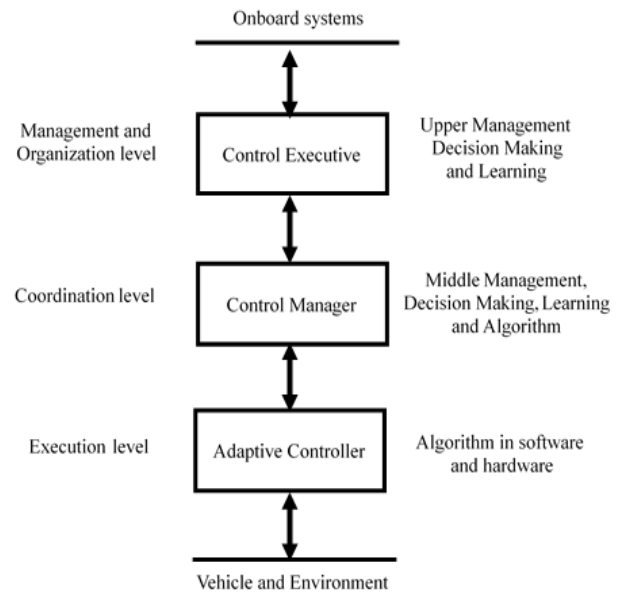 Onboard systems
Management and
Organization level
Control Executive
Upper Management
Decision Making
and Learning
Coordination level
Control Manager
Middle Management,
Decision Making, Learning
and Algorithm
Execution level
Adaptive Controller
Algorithm in software
and hardware
Vehicle and Environment